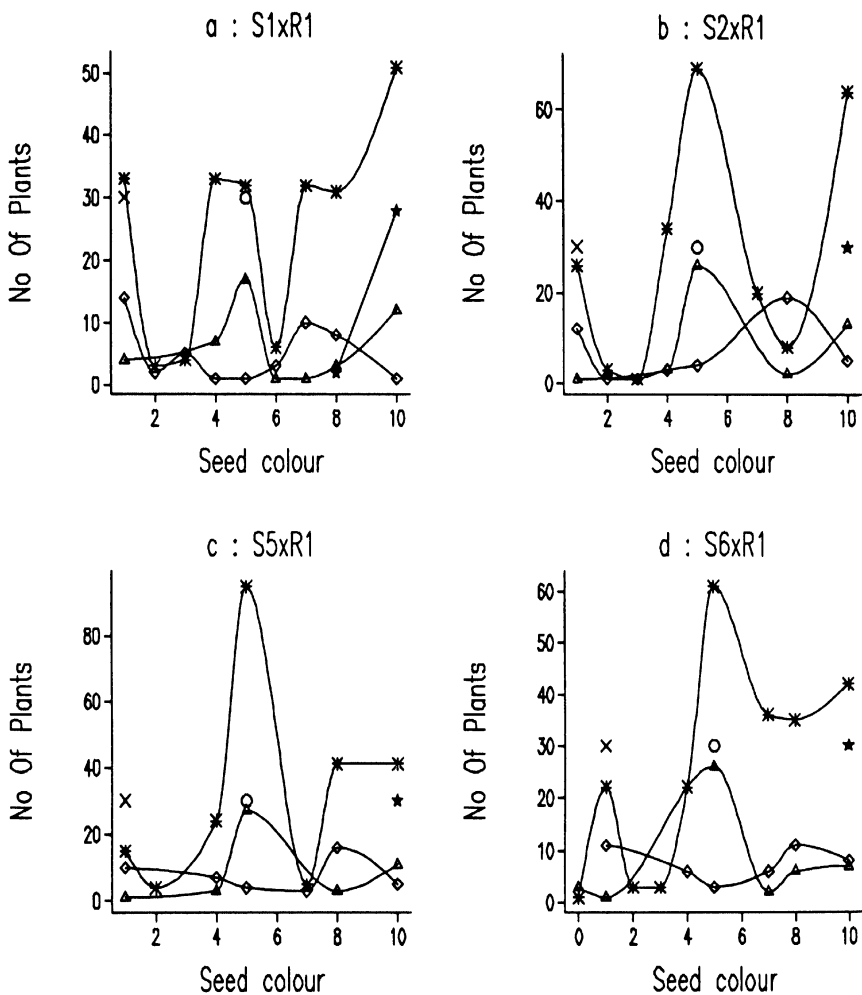 a : S1xR1
No Of Plants
50
40
30
20
10
0
2 4 6 8 10
Seed colour
b : S2xR1
No Of Plants
60
40
20
0
2 4 6 8 10
Seed colour
c : S5xR1
No Of Plants
80
60
40
20
0
2 4 6 8 10
Seed colour
d : S6xR1
No Of Plants
60
50
40
30
20
10
0
0 2 4 6 8 10
Seed colour